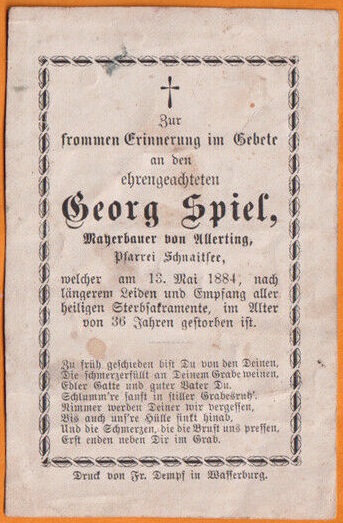 Zur
frommen Erinnerung im Gebete
an den
ehrengeachteten
Georg Spiel,
Mayerbauer von Allerting,
Pfarrei Schnaitsee,
welcher am 13. Mai 1884, nach
längerem Leiden und Empfang aller
heiligen Sterbsakramente, im Alter
von 36 Jahren gestorben ist.
Zu früh geschieden bist Du von den Deinen,
Die schmerzerfüllt an Deinem Grabe weinen,
Edler Gatte und guter Vater Du.
Schlumm're sanft in stiller Grabesruh'.
Nimmer werden Deiner wir vergessen,
Bis auch uns're Hülle sinkt hinab,
Und die Schmerzen, die die Brust uns pressen,
Erst enden neben Dir im Grab.
Druck von Fr. Dempf in Wasserburg.